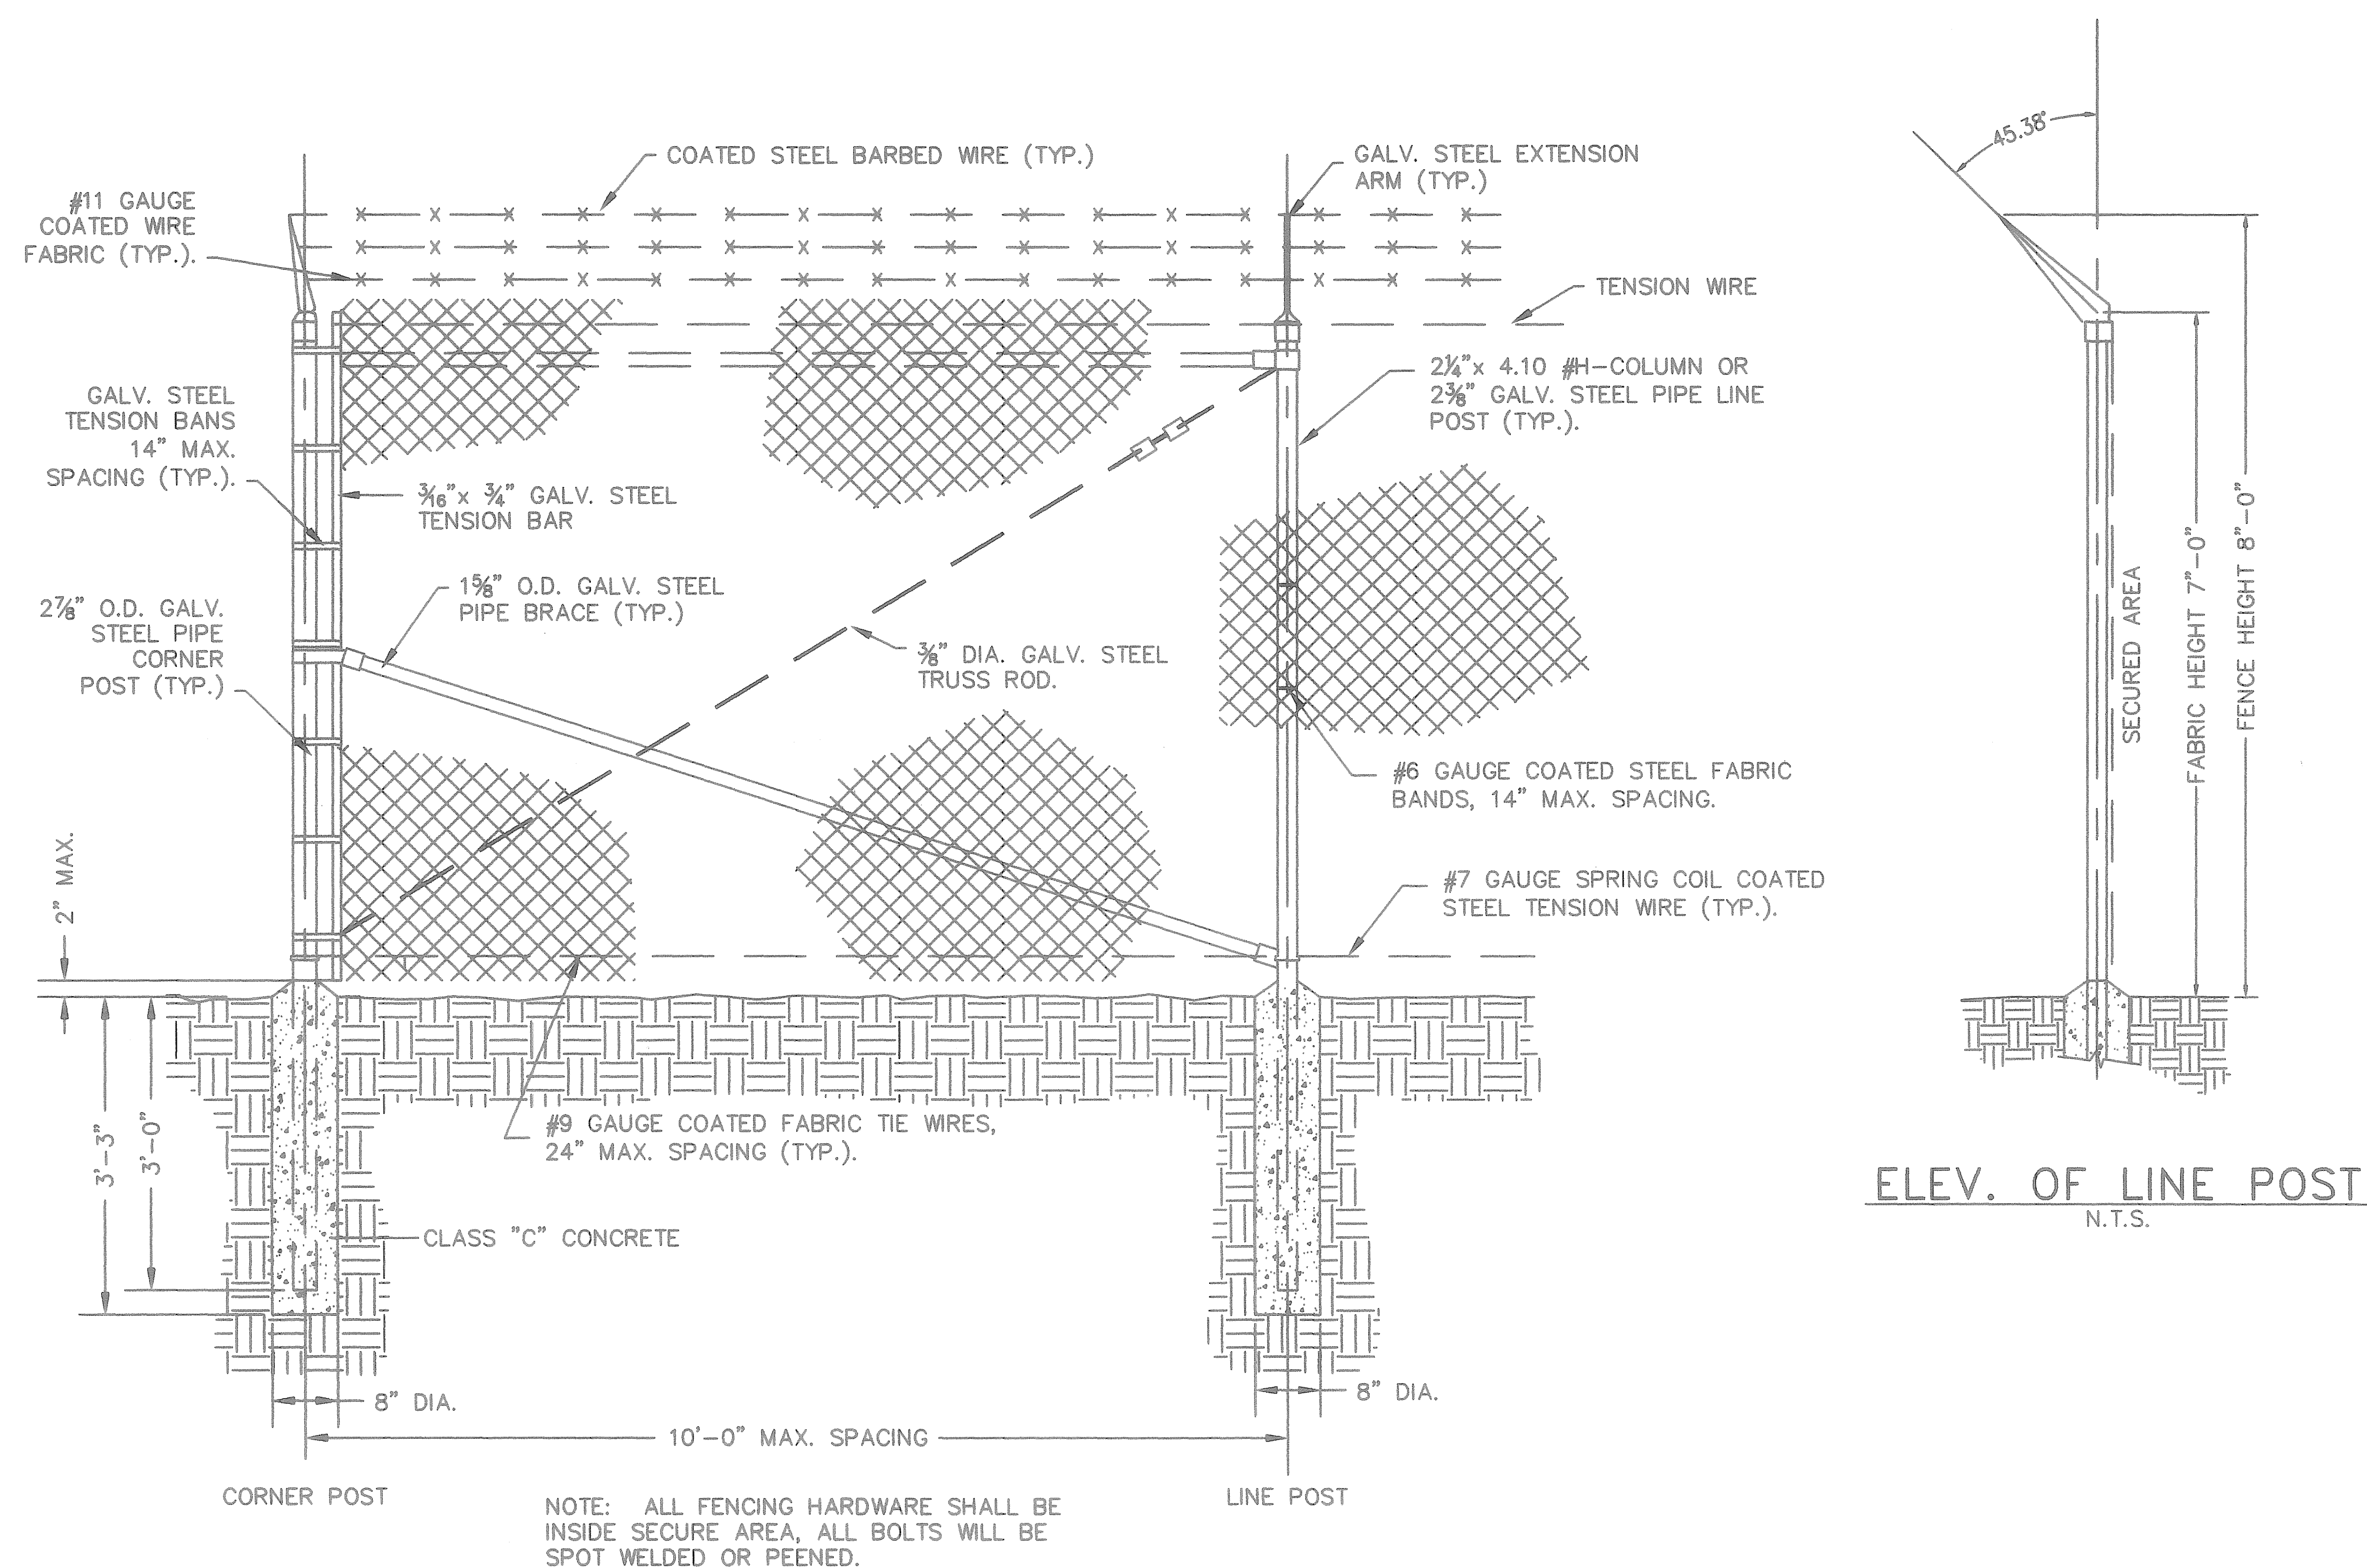 COATED STEEL BARBED WIRE (TYP.)
GALV. STEEL EXTENSION
ARM (TYP.)
45.38°
#11 GAUGE
COATED WIRE
FABRIC (TYP.).
TENSION WIRE
2¼"x 4.10 #H-COLUMN OR
2⅜" GALV. STEEL PIPE LINE
POST (TYP.).
GALV. STEEL
TENSION BANS
14" MAX.
SPACING (TYP.).
3/16"x ¾" GALV. STEEL
TENSION BAR
1⅝" O.D. GALV. STEEL
PIPE BRACE (TYP.)
2⅞" O.D. GALV.
STEEL PIPE
CORNER
POST (TYP.)
⅜" DIA. GALV. STEEL
TRUSS ROD.
SECURED AREA
FABRIC HEIGHT 7"-0"
FENCE HEIGHT 8"-0"
#6 GAUGE COATED STEEL FABRIC
BANDS, 14" MAX. SPACING.
2" MAX.
#7 GAUGE SPRING COIL COATED
STEEL TENSION WIRE (TYP.).
3'-3"
3'-0"
#9 GAUGE COATED FABRIC TIE WIRES,
24" MAX. SPACING (TYP.).
CLASS "C" CONCRETE
ELEV. OF LINE POST
N.T.S.
8" DIA.
8" DIA.
10'-0" MAX. SPACING
CORNER POST
LINE POST
NOTE: ALL FENCING HARDWARE SHALL BE
INSIDE SECURE AREA, ALL BOLTS WILL BE
SPOT WELDED OR PEENED.